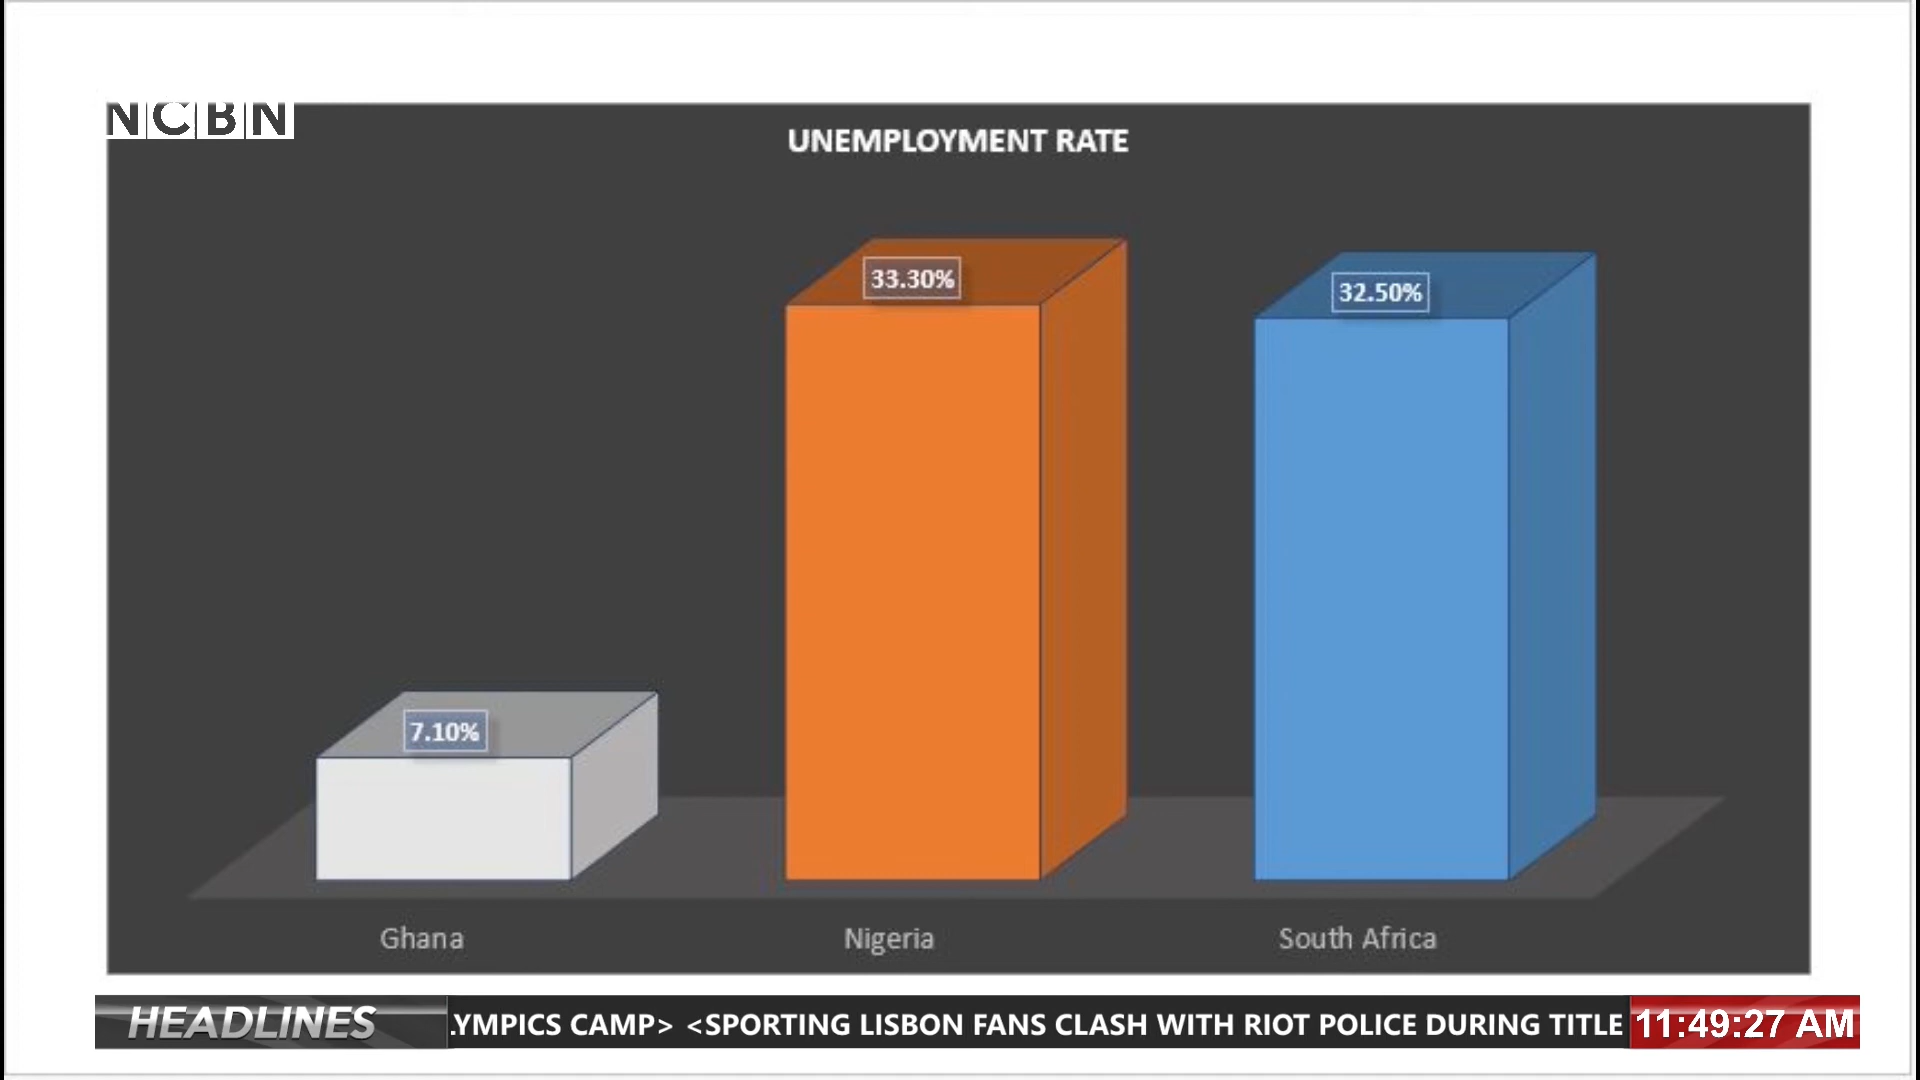 NCBN
UNEMPLOYMENT RATE
33.30%
32.50%
7.10%
Ghana
Nigeria
South Africa
HEADLINES
YMPICS CAMP> <SPORTING LISBON FANS CLASH WITH RIOT POLICE DURING TITLE
11:49:27 AM